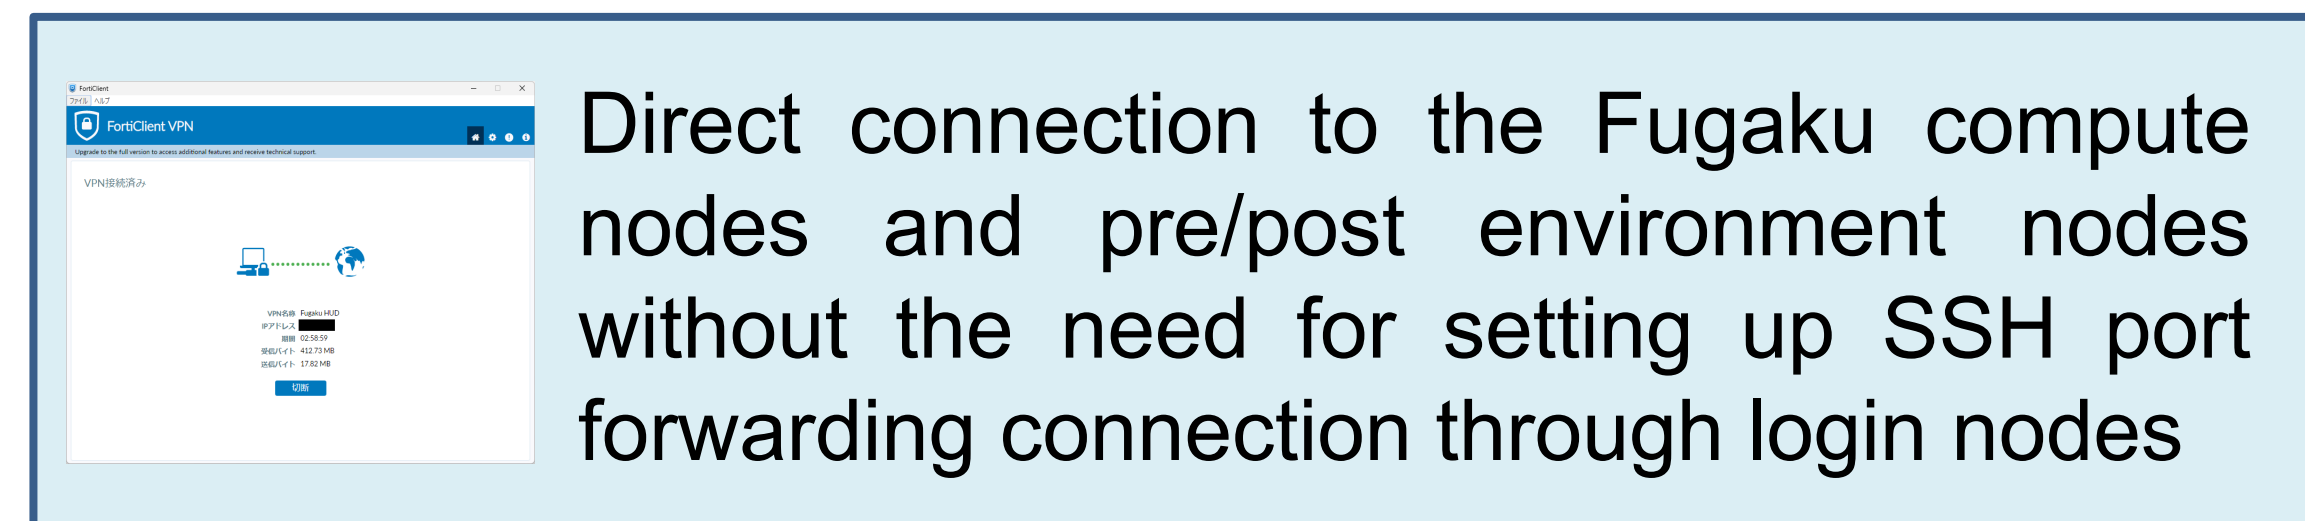 FortiClient
ファイル ヘルプ
FortiClient VPN
Upgrade to the full version to access additional features and receive technical support.
VPN接続済み
VPN名称 Fugaku HUD
IPアドレス
期間 02:58:59
受信バイト 412.73 MB
送信バイト 17.82 MB
切断
Direct connection to the Fugaku compute
nodes and pre/post environment nodes
without the need for setting up SSH port
forwarding connection through login nodes